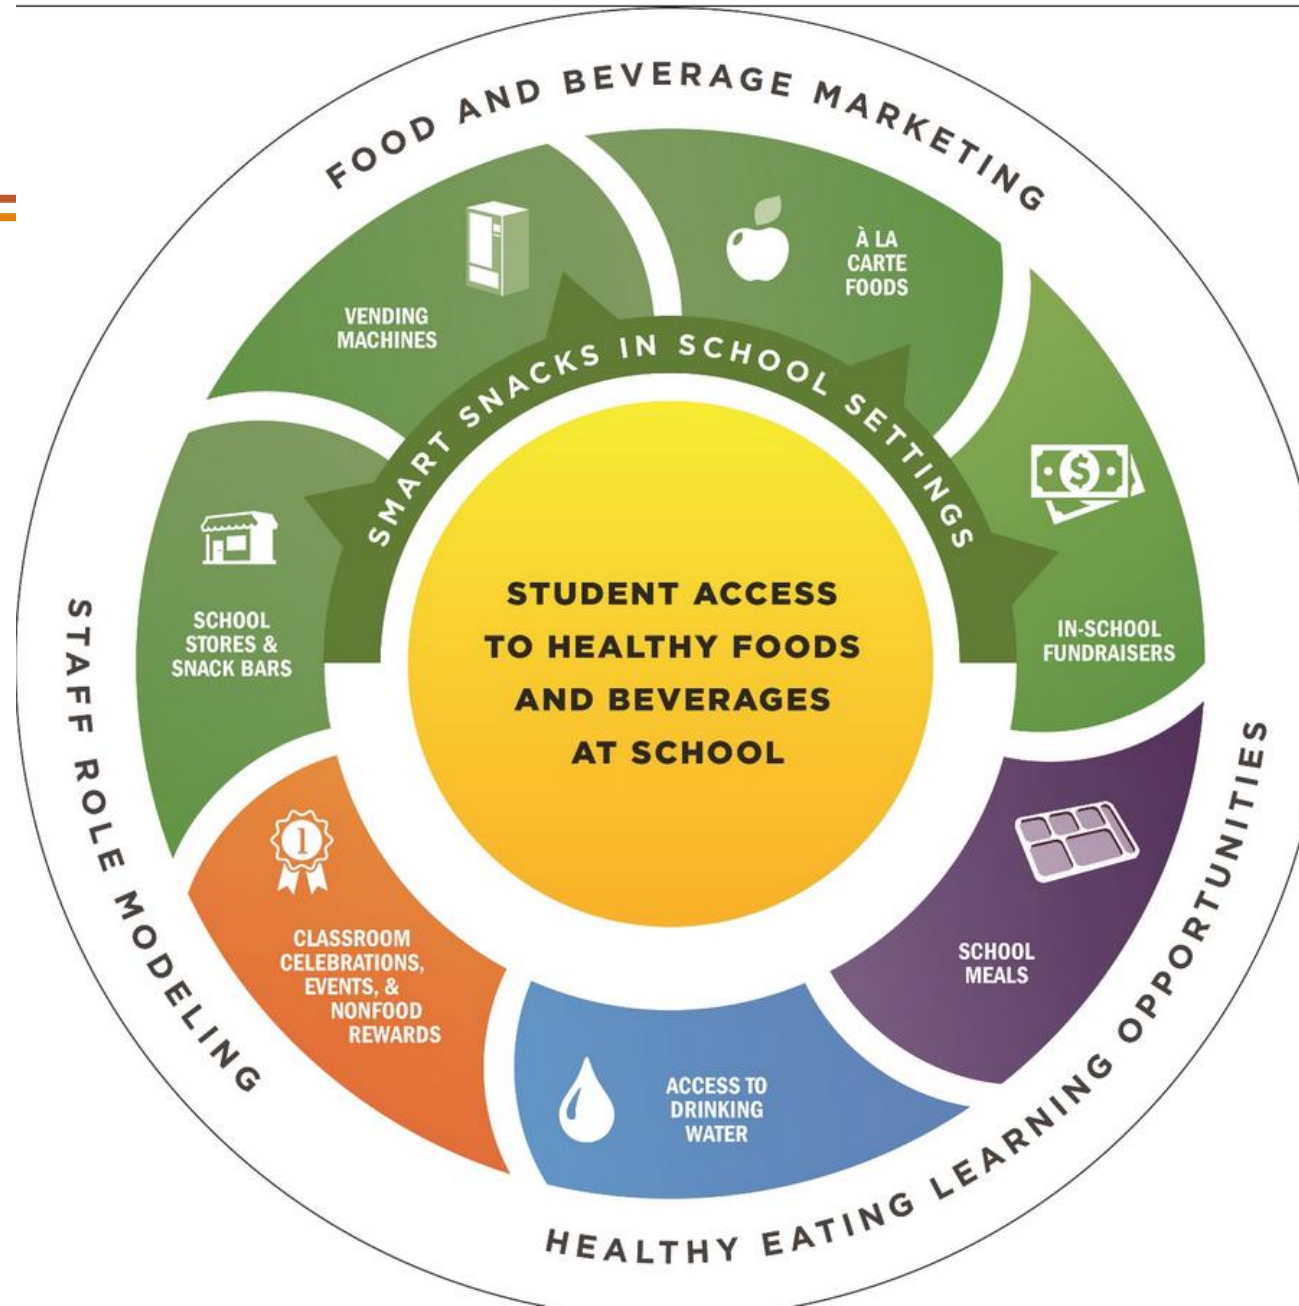 FOOD AND BEVERAGE MARKETING
À LA
CARTE
FOODS
VENDING
MACHINES
SMART SNACKS IN SCHOOL SETTINGS
IN-SCHOOL
FUNDRAISERS
SCHOOL
STORES &
SNACK BARS
STUDENT ACCESS
TO HEALTHY FOODS
AND BEVERAGES
AT SCHOOL
STAFF ROLE MODELING
1
CLASSROOM
CELEBRATIONS,
EVENTS, &
NONFOOD
REWARDS
SCHOOL
MEALS
ACCESS TO
DRINKING
WATER
HEALTHY EATING LEARNING OPPORTUNITIES
$